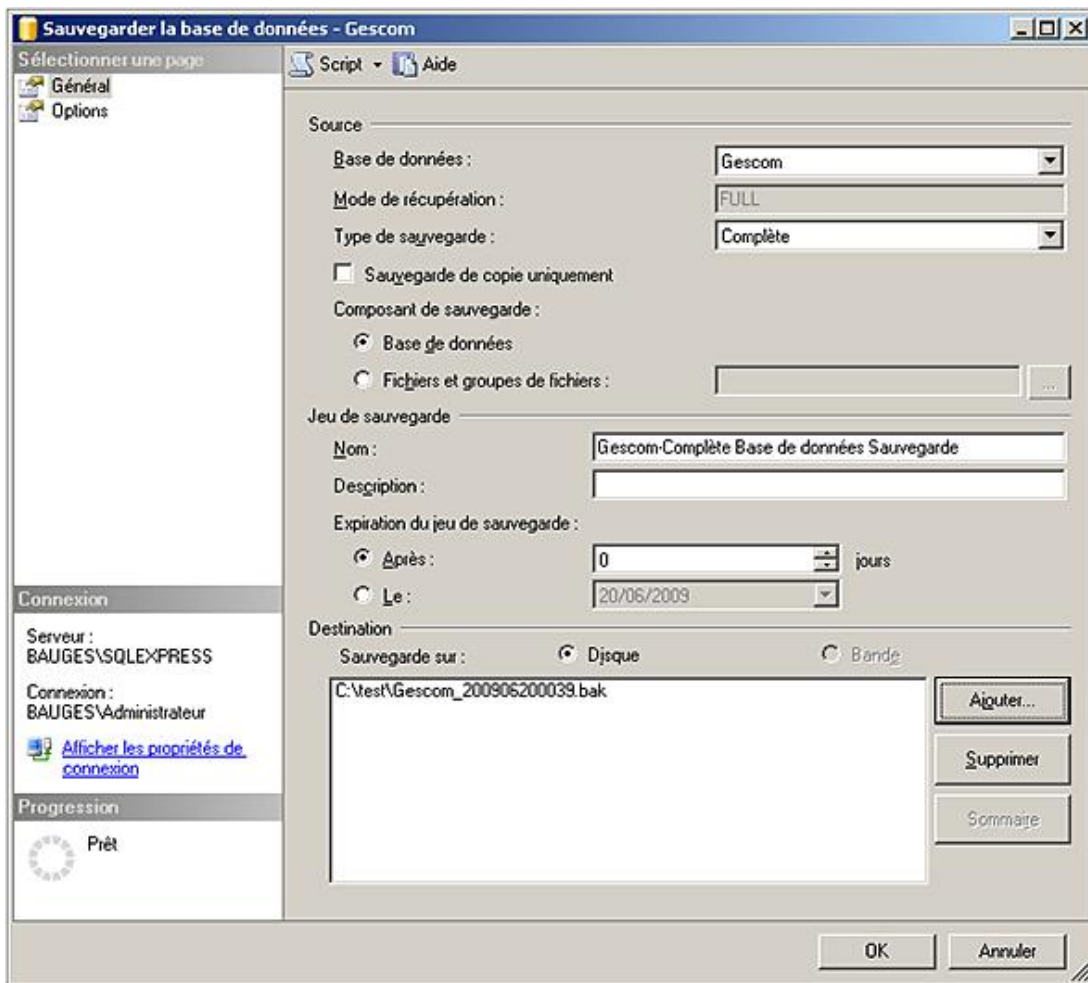 Sauvegarder la base de données - Gescom
Sélectionner une page
Général
Options
Script
Aide
Source
Base de données :
Gescom
Mode de récupération :
FULL
Type de sauvegarde :
Complète
Sauvegarde de copie uniquement
Composant de sauvegarde :
Base de données
Fichiers et groupes de fichiers :
...
Jeu de sauvegarde
Nom :
Gescom-Complète Base de données Sauvegarde
Description :
Expiration du jeu de sauvegarde :
Après :
0
jours
Le :
20/06/2009
Destination
Sauvegarde sur :
Disque
Bande
C:\test\Gescom_200906200039.bak
Ajouter...
Supprimer
Sommaire
Connexion
Serveur :
BAUGES\SQLEXPRESS
Connexion :
BAUGES\Administrateur
Afficher les propriétés de
connexion
Progression
Prêt
OK
Annuler